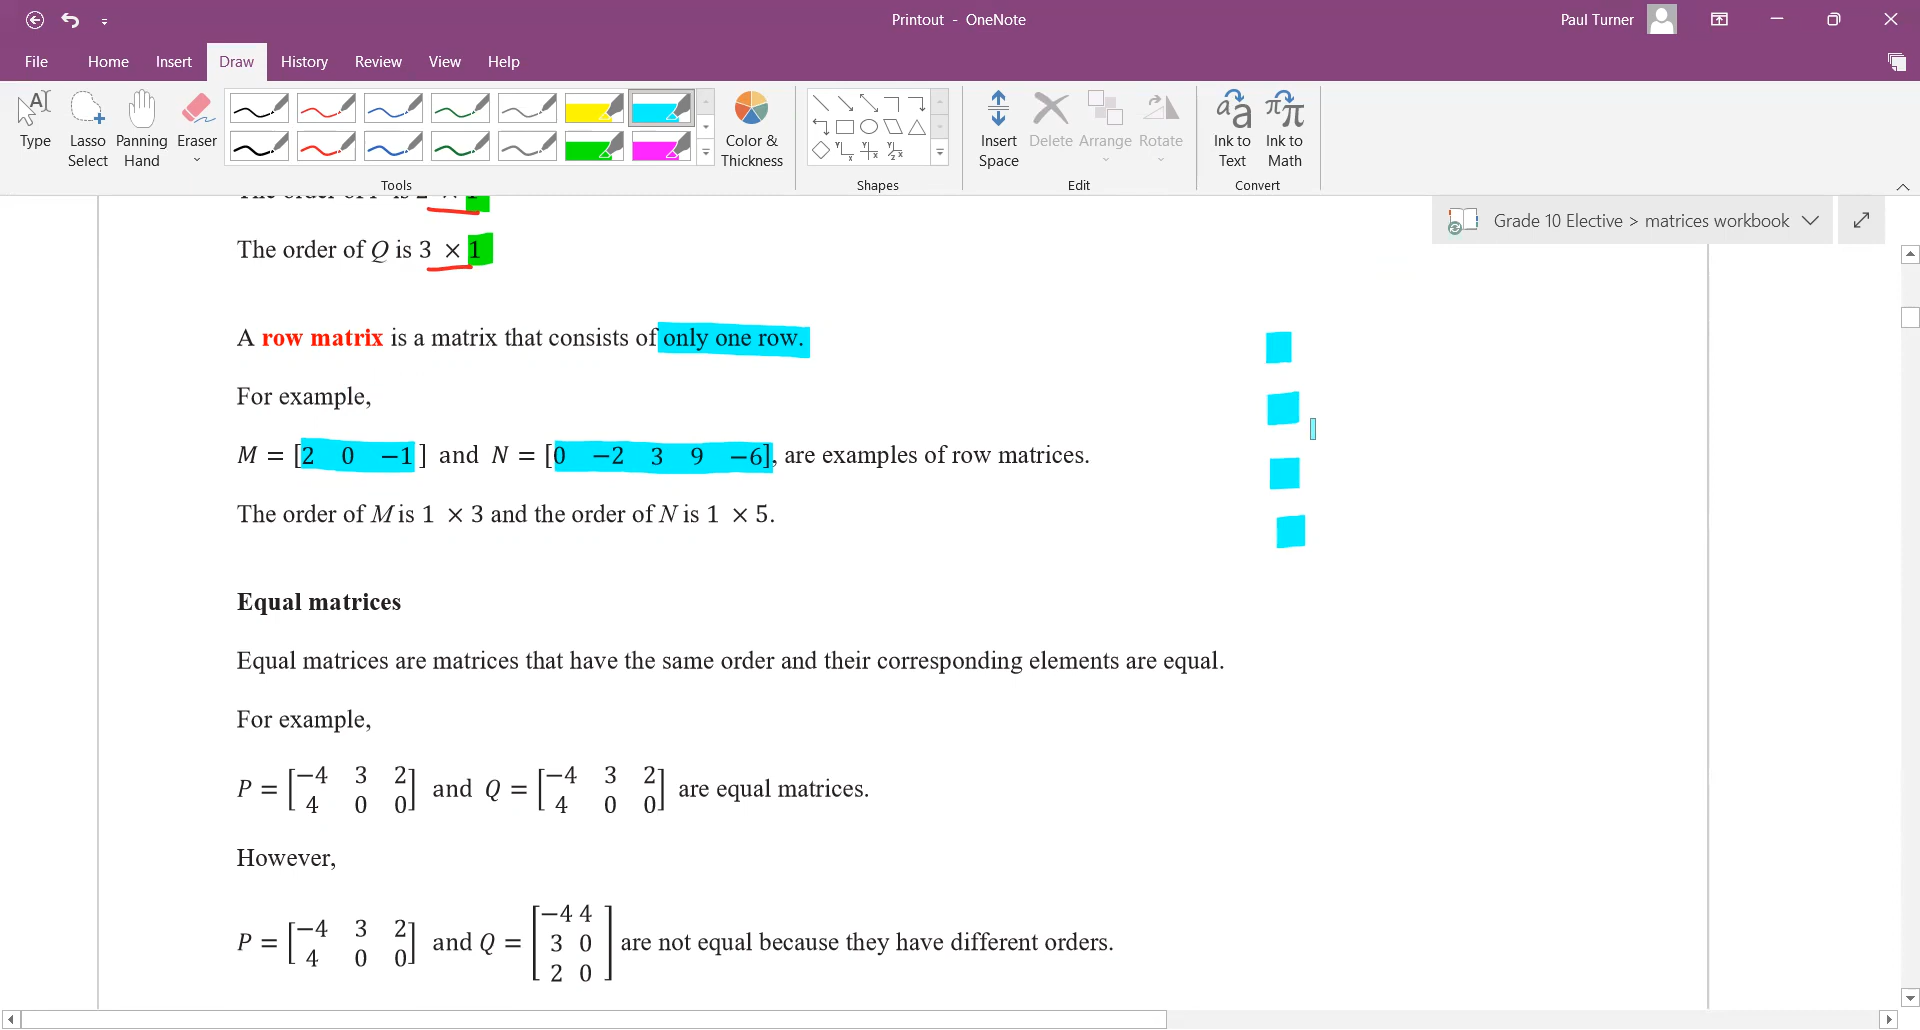 Printout - OneNote
Paul Turner
File Home Insert Draw History Review View Help
Type
Lasso Select
Panning Hand
Eraser
Color & Thickness
Insert Space
Delete
Arrange
Rotate
Ink to Text
Ink to Math
Tools
Shapes
Edit
Convert
Grade 10 Elective > matrices workbook
The order of Q is 3 × 1
A row matrix is a matrix that consists of only one row.
For example,
M = [2 0 −1] and N = [0 −2 3 9 −6], are examples of row matrices.
The order of M is 1 × 3 and the order of N is 1 × 5.
Equal matrices
Equal matrices are matrices that have the same order and their corresponding elements are equal.
For example,
P = [−4 3 2
4 0 0] and Q = [−4 3 2
4 0 0] are equal matrices.
However,
P = [−4 3 2
4 0 0] and Q = [−4 4
3 0
2 0] are not equal because they have different orders.